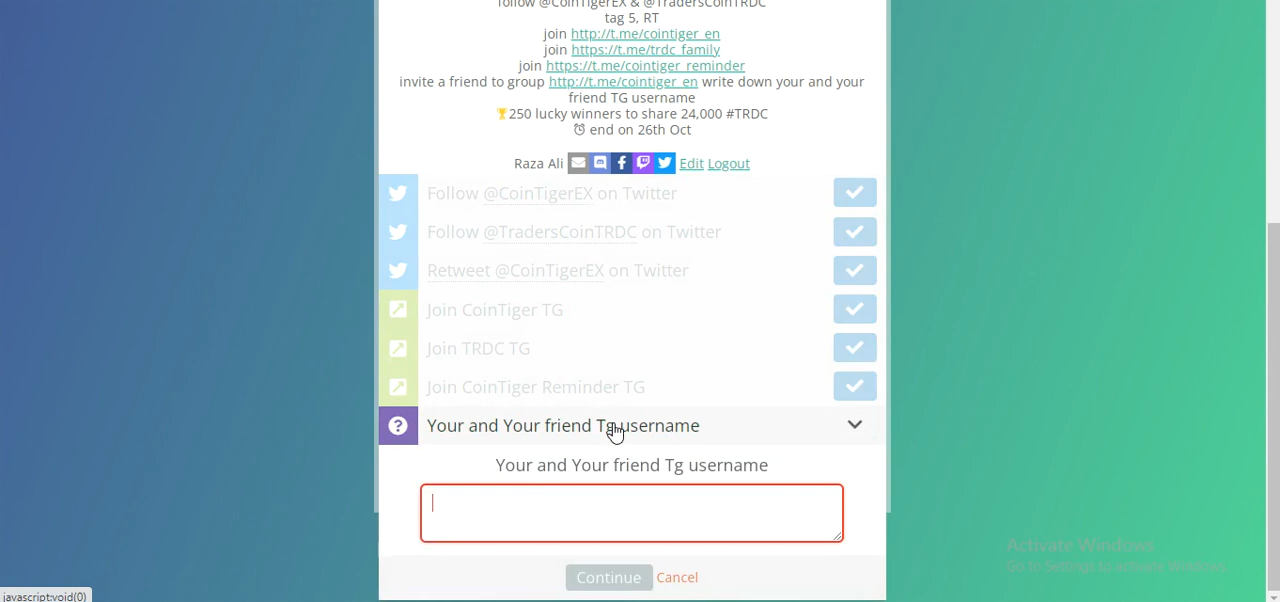 follow @CoinTigerEX & @TradersCoinTRDC
tag 5, RT
join http://t.me/cointiger_en
join https://t.me/trdc_family
join https://t.me/cointiger_reminder
invite a friend to group http://t.me/cointiger_en write down your and your
friend TG username
🏆250 lucky winners to share 24,000 #TRDC
⏰ end on 26th Oct
Raza Ali Edit Logout
Follow @CoinTigerEX on Twitter
Follow @TradersCoinTRDC on Twitter
Retweet @CoinTigerEX on Twitter
Join CoinTiger TG
Join TRDC TG
Join CoinTiger Reminder TG
Your and Your friend Tg username
Your and Your friend Tg username
Continue Cancel
Activate Windows
Go to Settings to activate Windows.
javascript:void(0)